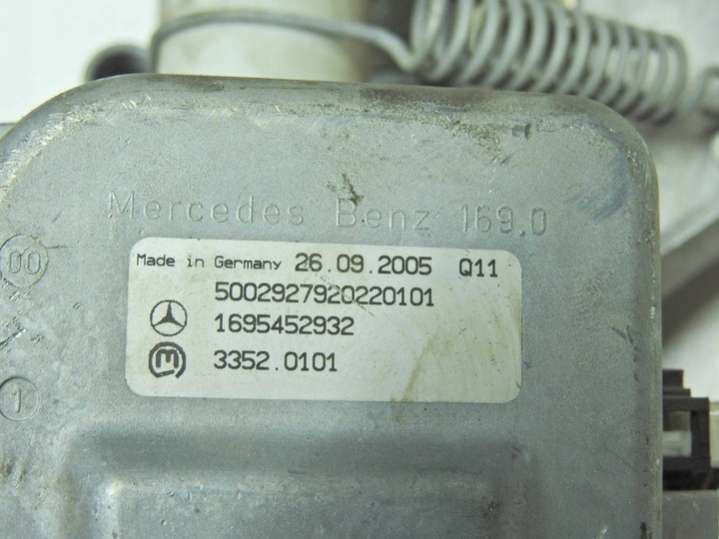 Mercedes Benz 169.0
Made in Germany 26.09.2005 Q11
5002927920220101
1695452932
M 3352.0101
00
1